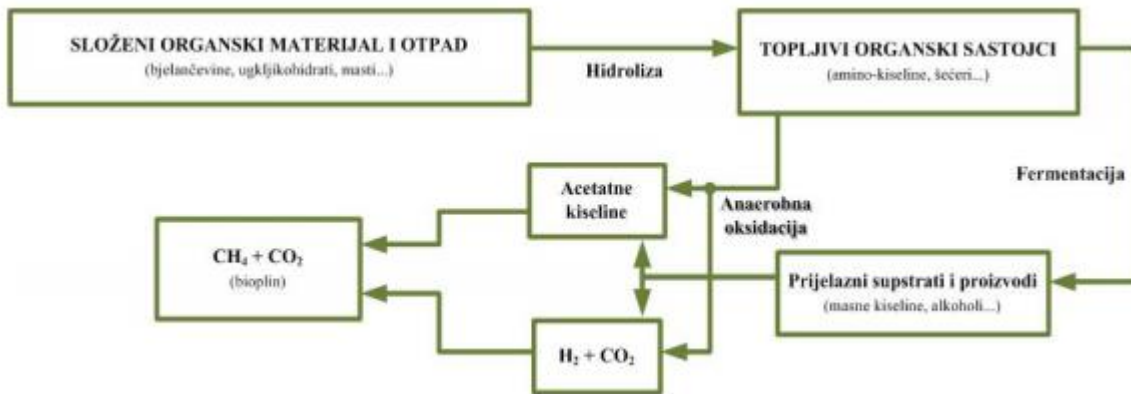 SLOŽENI ORGANSKI MATERIJAL I OTPAD
(bjelančevine, ugkljikohidrati, masti...)
Hidroliza
TOPLJIVI ORGANSKI SASTOJCI
(amino-kiseline, šećeri...)
Fermentacija
Acetatne
kiseline
Anaerobna
oksidacija
CH₄ + CO₂
(bioplin)
Prijelazni supstrati i proizvodi
(masne kiseline, alkoholi...)
H₂ + CO₂